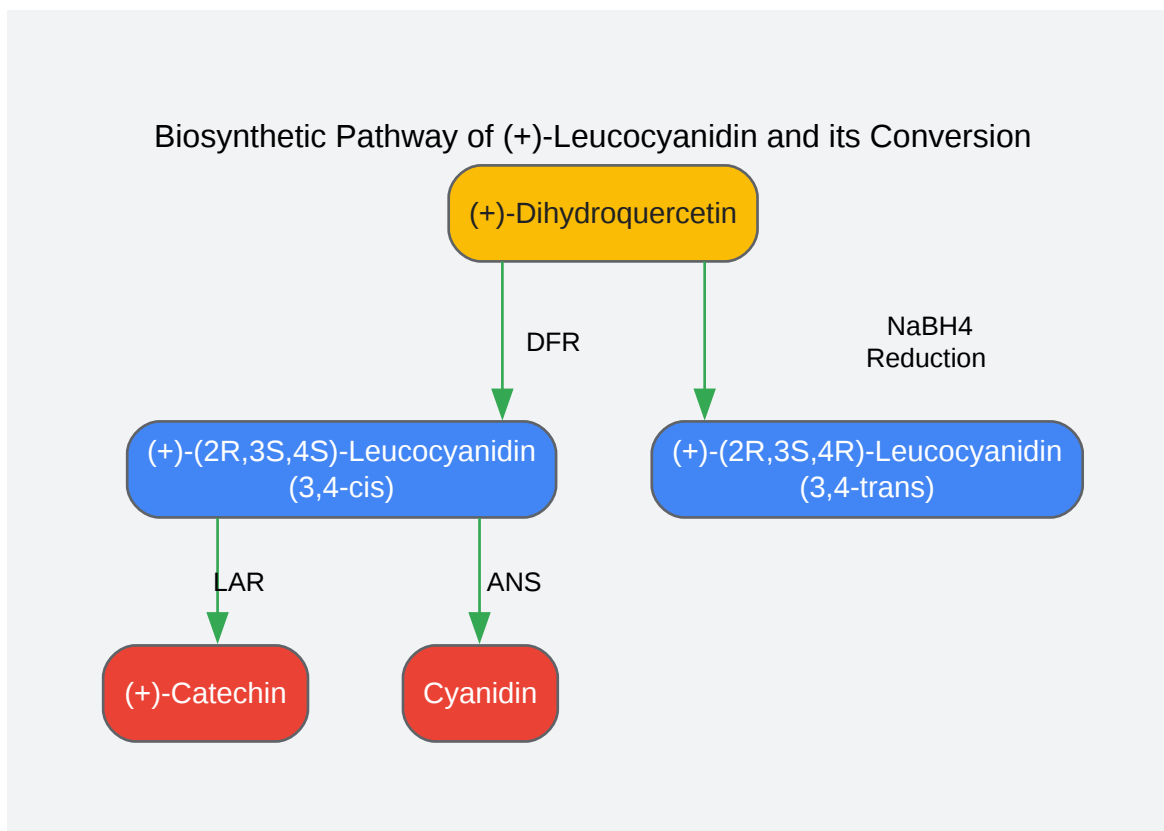 Biosynthetic Pathway of (+)-Leucocyanidin and its Conversion
(+)-Dihydroquercetin
DFR
NaBH4
Reduction
(+)-(2R,3S,4S)-Leucocyanidin
(3,4-cis)
(+)-(2R,3S,4R)-Leucocyanidin
(3,4-trans)
LAR
ANS
(+)-Catechin
Cyanidin